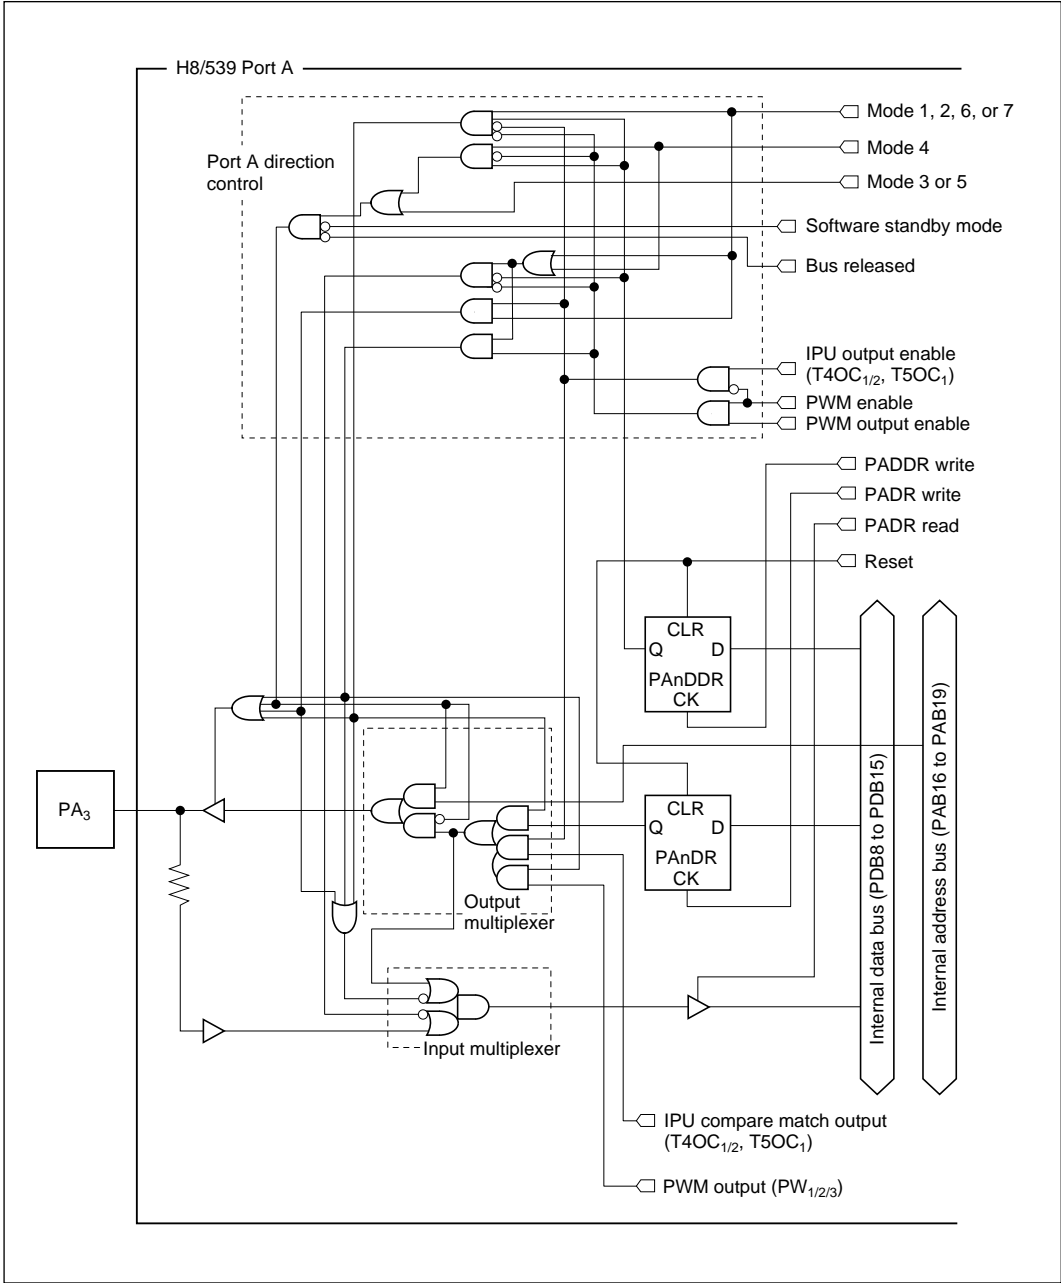 H8/539 Port A
Mode 1, 2, 6, or 7
Mode 4
Port A direction
control
Mode 3 or 5
Software standby mode
Bus released
IPU output enable
(T4OC1/2, T5OC1)
PWM enable
PWM output enable
PADDR write
PADR write
PADR read
Reset
CLR
Q D
PAnDDR
CK
PA3
CLR
Q D
PAnDR
CK
Output
multiplexer
Input multiplexer
Internal data bus (PDB8 to PDB15)
Internal address bus (PAB16 to PAB19)
IPU compare match output
(T4OC1/2, T5OC1)
PWM output (PW1/2/3)